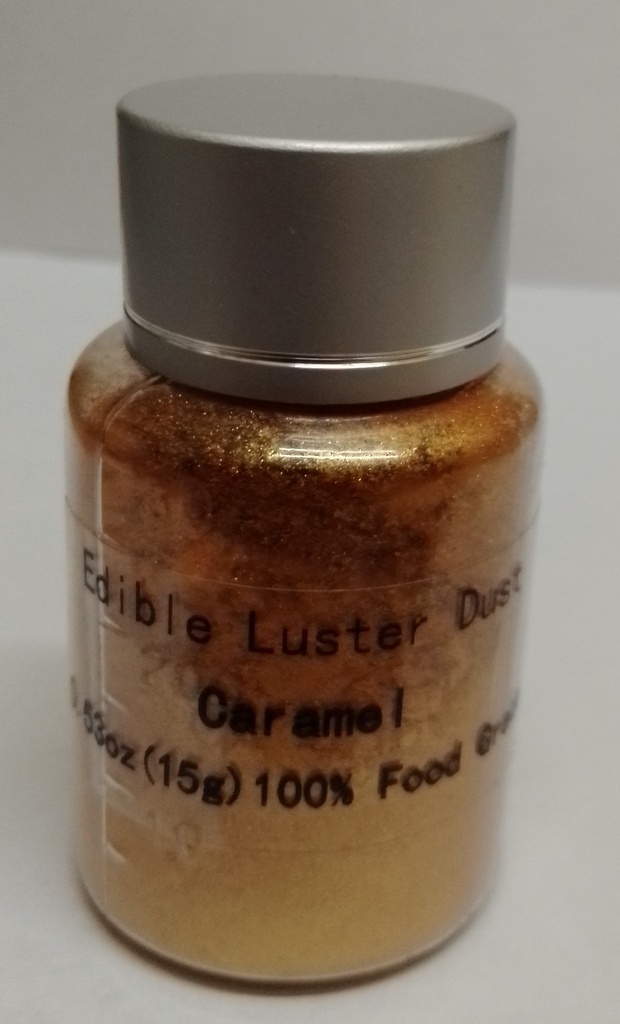 Edible Luster Dust
Caramel
0.53oz(15g) 100% Food Grade